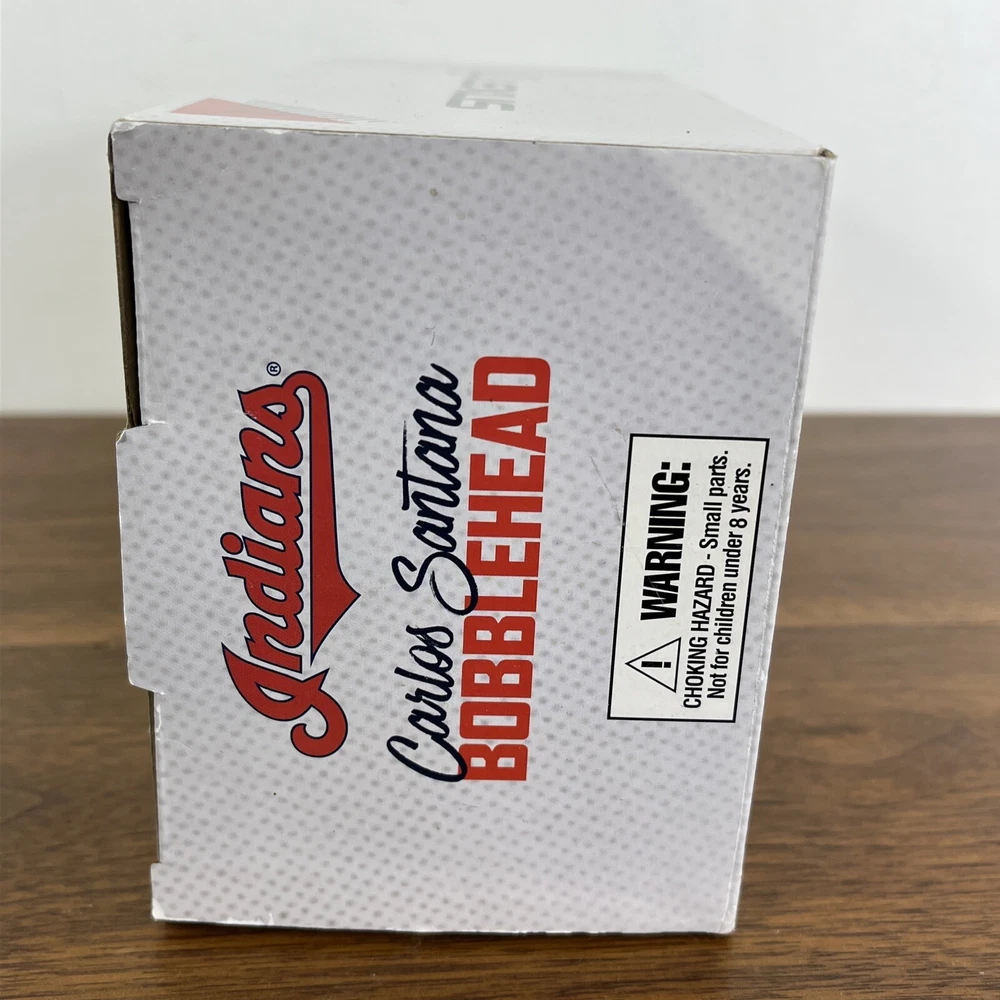 Indians®
Carlos Santana
BOBBLEHEAD
WARNING:
CHOKING HAZARD - Small parts.
Not for children under 8 years.